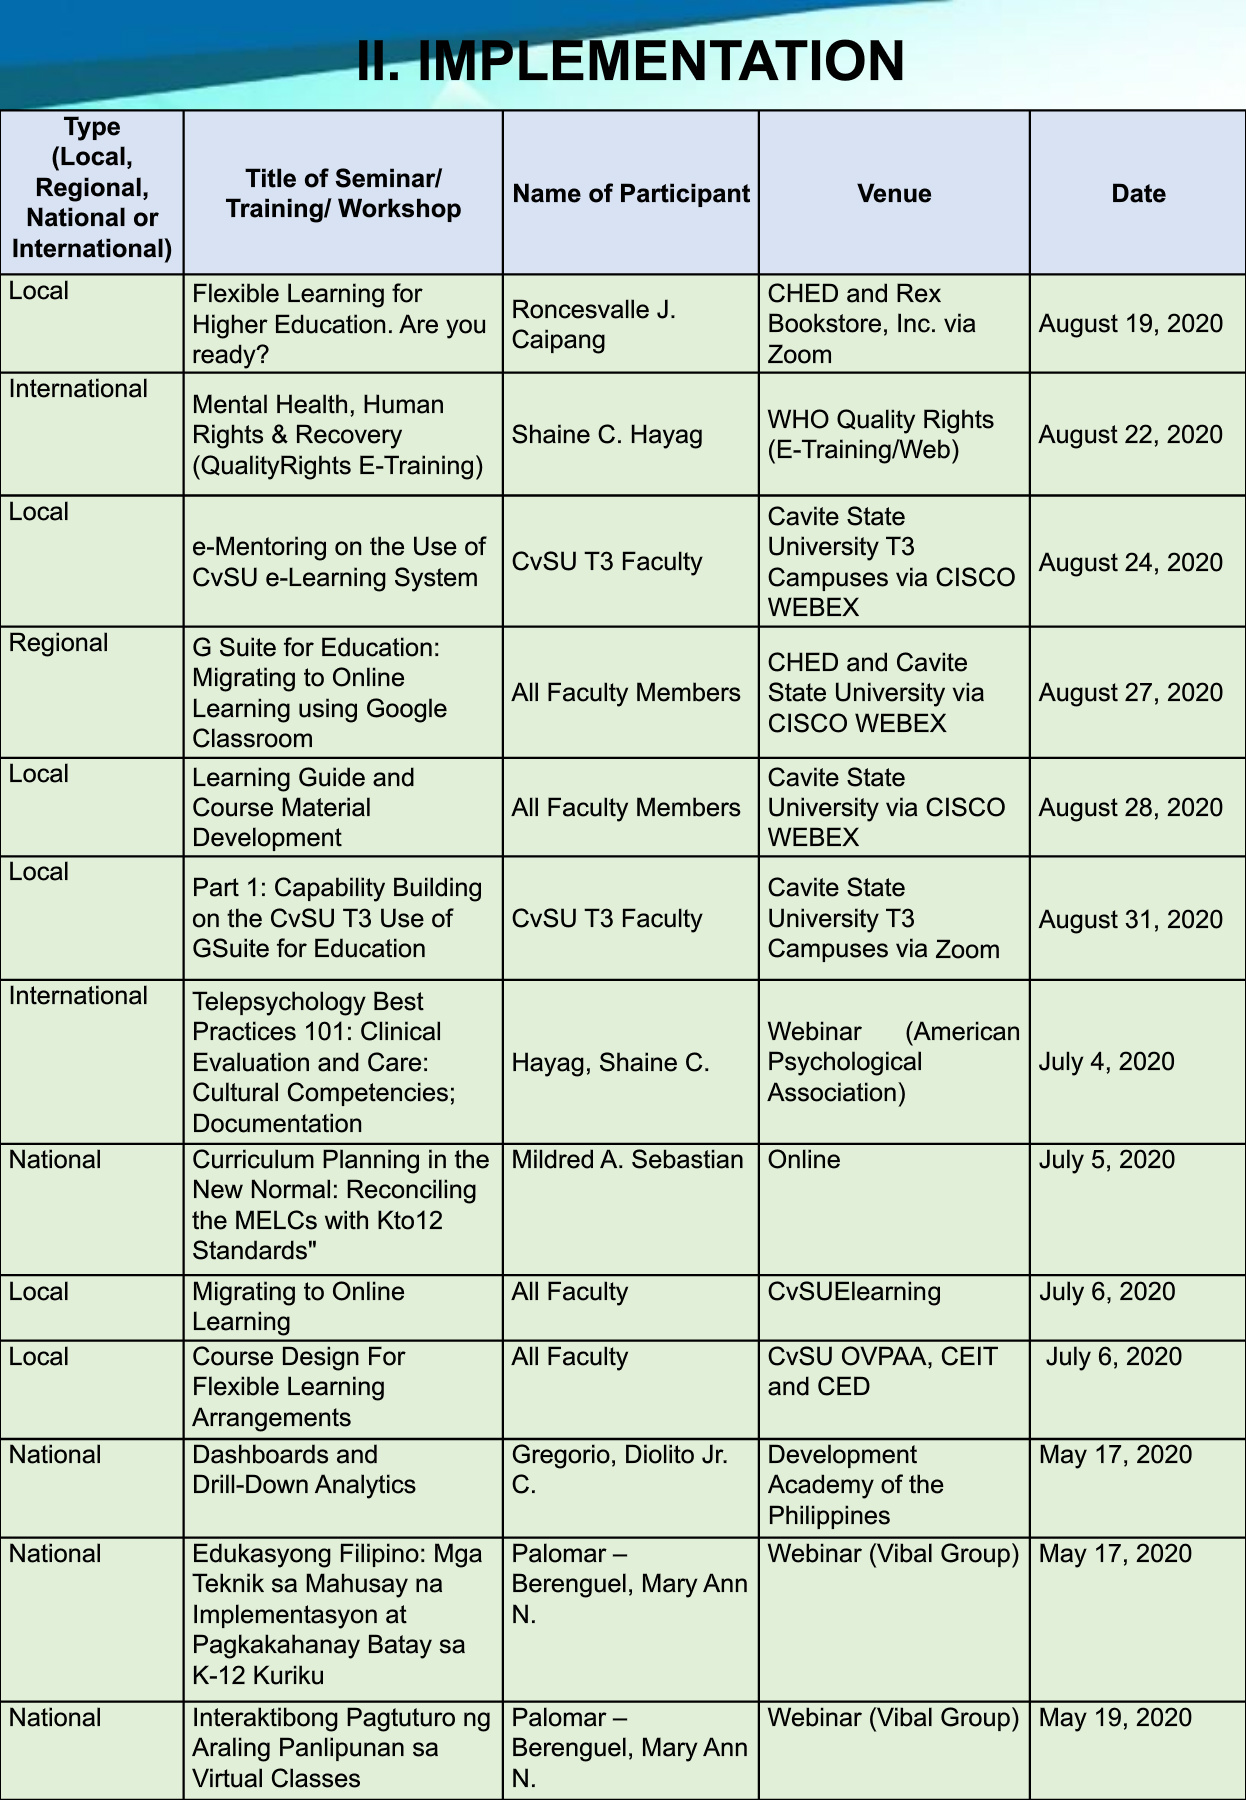 II. IMPLEMENTATION
Type
(Local,
Regional,
National or
International)
Title of Seminar/
Training/ Workshop
Name of Participant
Venue
Date
Local
Flexible Learning for
Higher Education. Are you
ready?
Roncesvalle J.
Caipang
CHED and Rex
Bookstore, Inc. via
Zoom
August 19, 2020
International
Mental Health, Human
Rights & Recovery
(QualityRights E-Training)
Shaine C. Hayag
WHO Quality Rights
(E-Training/Web)
August 22, 2020
Local
e-Mentoring on the Use of
CvSU e-Learning System
CvSU T3 Faculty
Cavite State
University T3
Campuses via CISCO
WEBEX
August 24, 2020
Regional
G Suite for Education:
Migrating to Online
Learning using Google
Classroom
All Faculty Members
CHED and Cavite
State University via
CISCO WEBEX
August 27, 2020
Local
Learning Guide and
Course Material
Development
All Faculty Members
Cavite State
University via CISCO
WEBEX
August 28, 2020
Local
Part 1: Capability Building
on the CvSU T3 Use of
GSuite for Education
CvSU T3 Faculty
Cavite State
University T3
Campuses via Zoom
August 31, 2020
International
Telepsychology Best
Practices 101: Clinical
Evaluation and Care:
Cultural Competencies;
Documentation
Hayag, Shaine C.
Webinar (American
Psychological
Association)
July 4, 2020
National
Curriculum Planning in the
New Normal: Reconciling
the MELCs with Kto12
Standards"
Mildred A. Sebastian
Online
July 5, 2020
Local
Migrating to Online
Learning
All Faculty
CvSUElearning
July 6, 2020
Local
Course Design For
Flexible Learning
Arrangements
All Faculty
CvSU OVPAA, CEIT
and CED
July 6, 2020
National
Dashboards and
Drill-Down Analytics
Gregorio, Diolito Jr.
C.
Development
Academy of the
Philippines
May 17, 2020
National
Edukasyong Filipino: Mga
Teknik sa Mahusay na
Implementasyon at
Pagkakahanay Batay sa
K-12 Kuriku
Palomar –
Berenguel, Mary Ann
N.
Webinar (Vibal Group)
May 17, 2020
National
Interaktibong Pagtuturo ng
Araling Panlipunan sa
Virtual Classes
Palomar –
Berenguel, Mary Ann
N.
Webinar (Vibal Group)
May 19, 2020